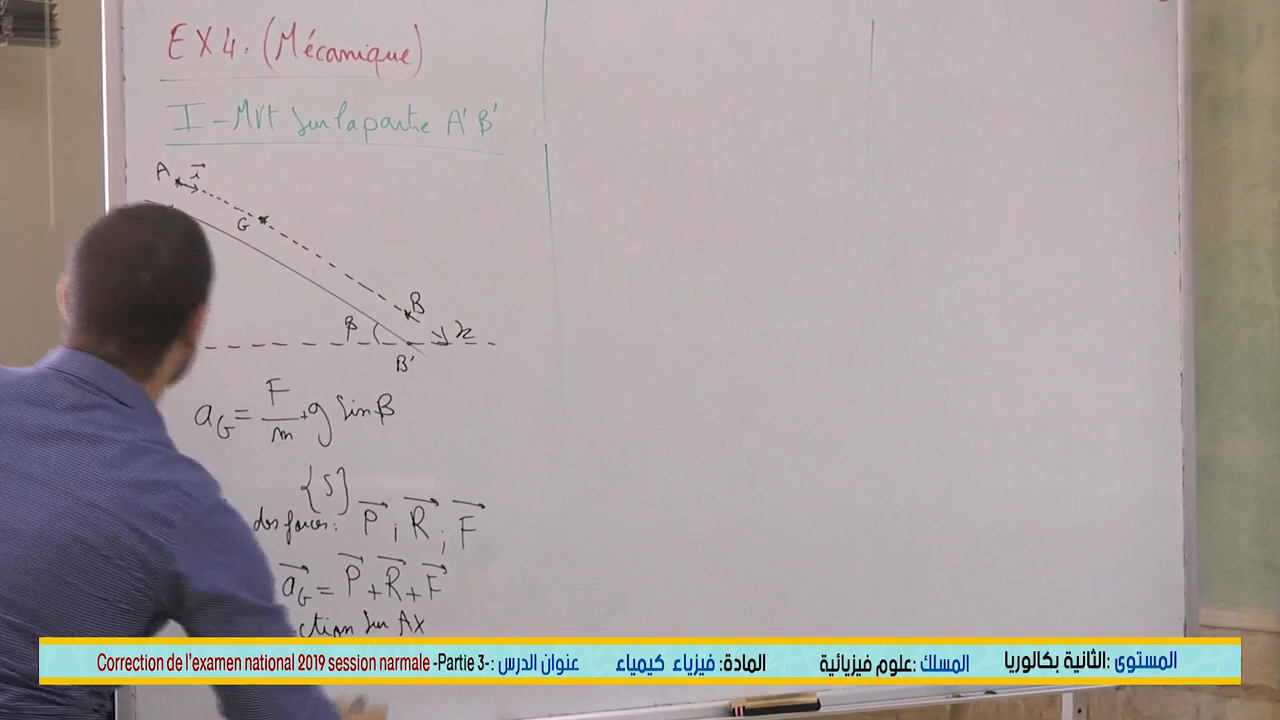 EX4. (Mécanique)
I - Mvt sur la partie A' B'
A i
G
B
β x
B'
a_G = F/m + g sin β
{S}
des forces: P ; R ; F
a_G = P + R + F
ction sur Ax
المستوى :الثانية بكالوريا المسلك :علوم فيزيائية المادة: فيزياء كيمياء عنوان الدرس :Correction de l'examen national 2019 session narmale -Partie 3-